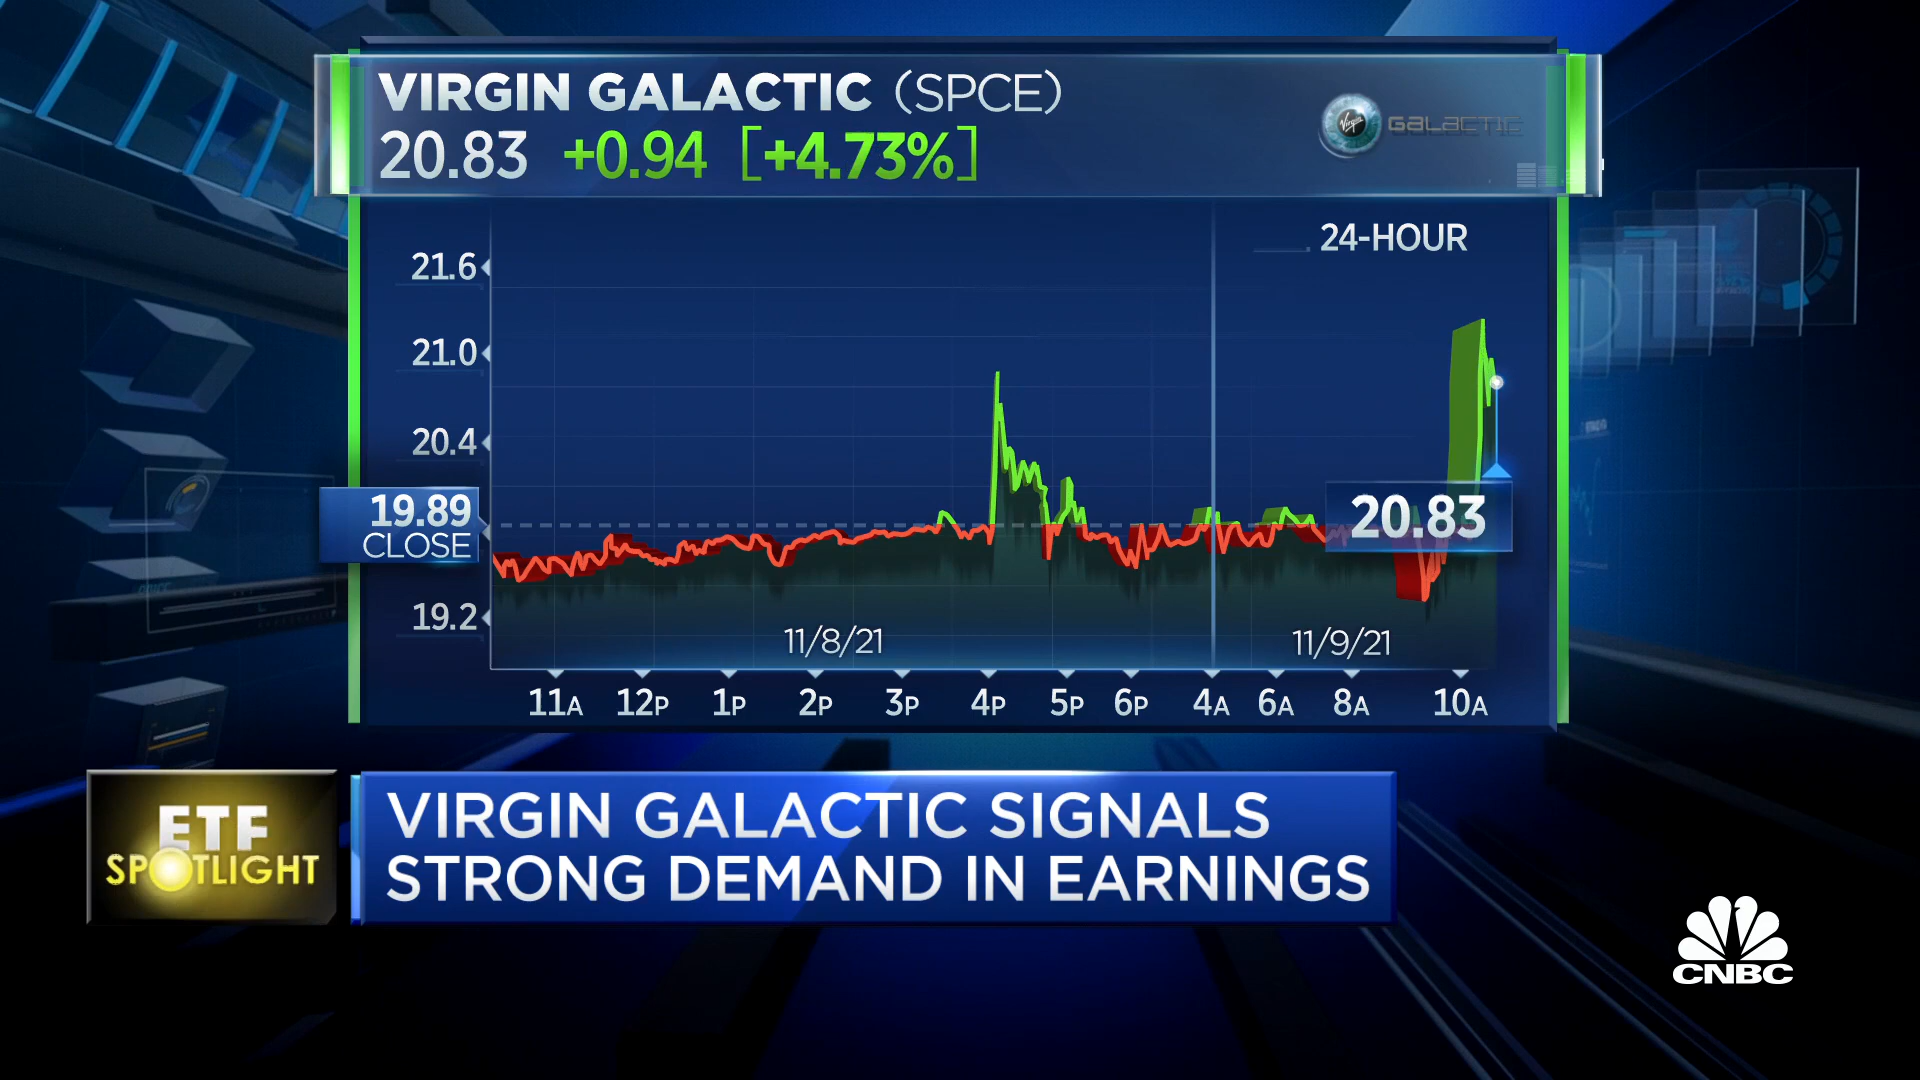 VIRGIN GALACTIC (SPCE)
20.83 +0.94 [+4.73%]
Virgin GALACTIC
24-HOUR
21.6
21.0
20.4
19.89
CLOSE
19.2
20.83
11/8/21
11/9/21
11A 12P 1P 2P 3P 4P 5P 6P 4A 6A 8A 10A
ETF
SPOTLIGHT
VIRGIN GALACTIC SIGNALS
STRONG DEMAND IN EARNINGS
CNBC